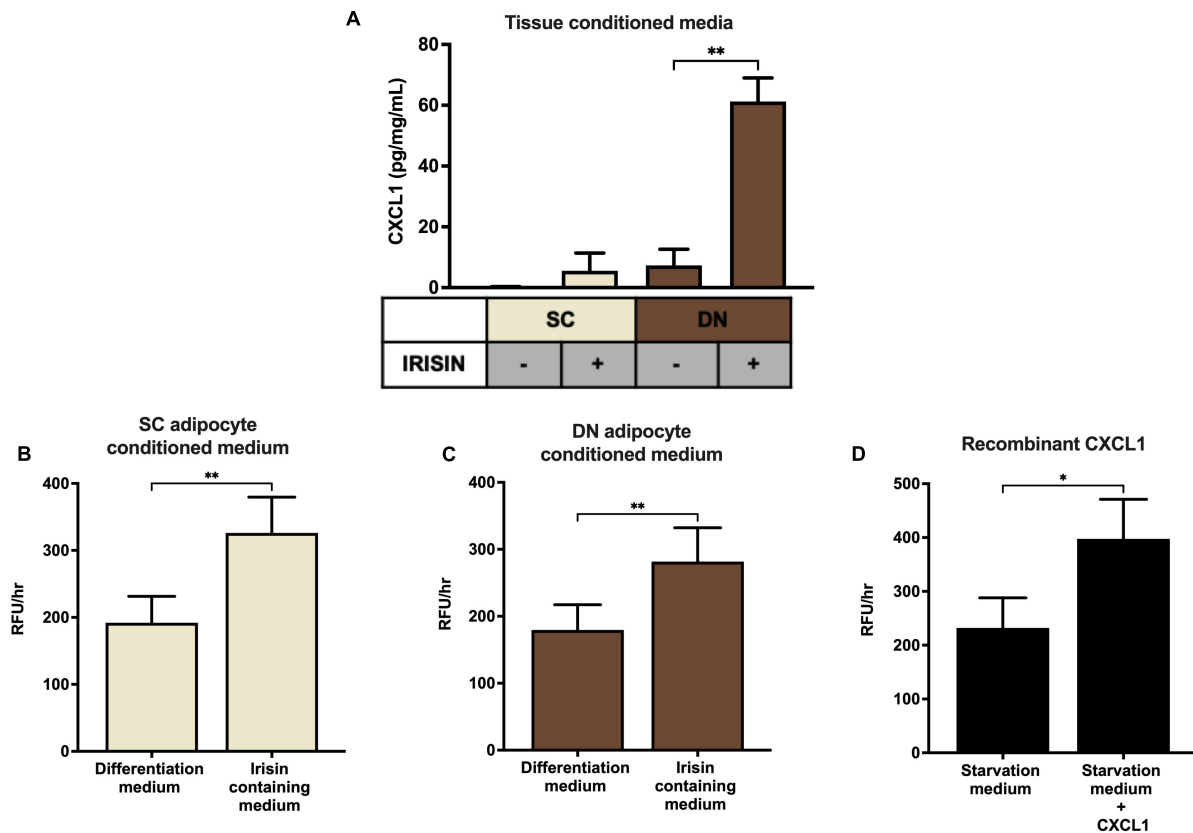 A
Tissue conditioned media
CXCL1 (pg/mg/mL)
80
60
40
20
0
**
SC
DN
IRISIN
-
+
-
+
B
SC adipocyte
conditioned medium
RFU/hr
400
300
200
100
0
**
Differentiation
medium
Irisin
containing
medium
C
DN adipocyte
conditioned medium
RFU/hr
400
300
200
100
0
**
Differentiation
medium
Irisin
containing
medium
D
Recombinant CXCL1
RFU/hr
500
400
300
200
100
0
*
Starvation
medium
Starvation
medium
+
CXCL1